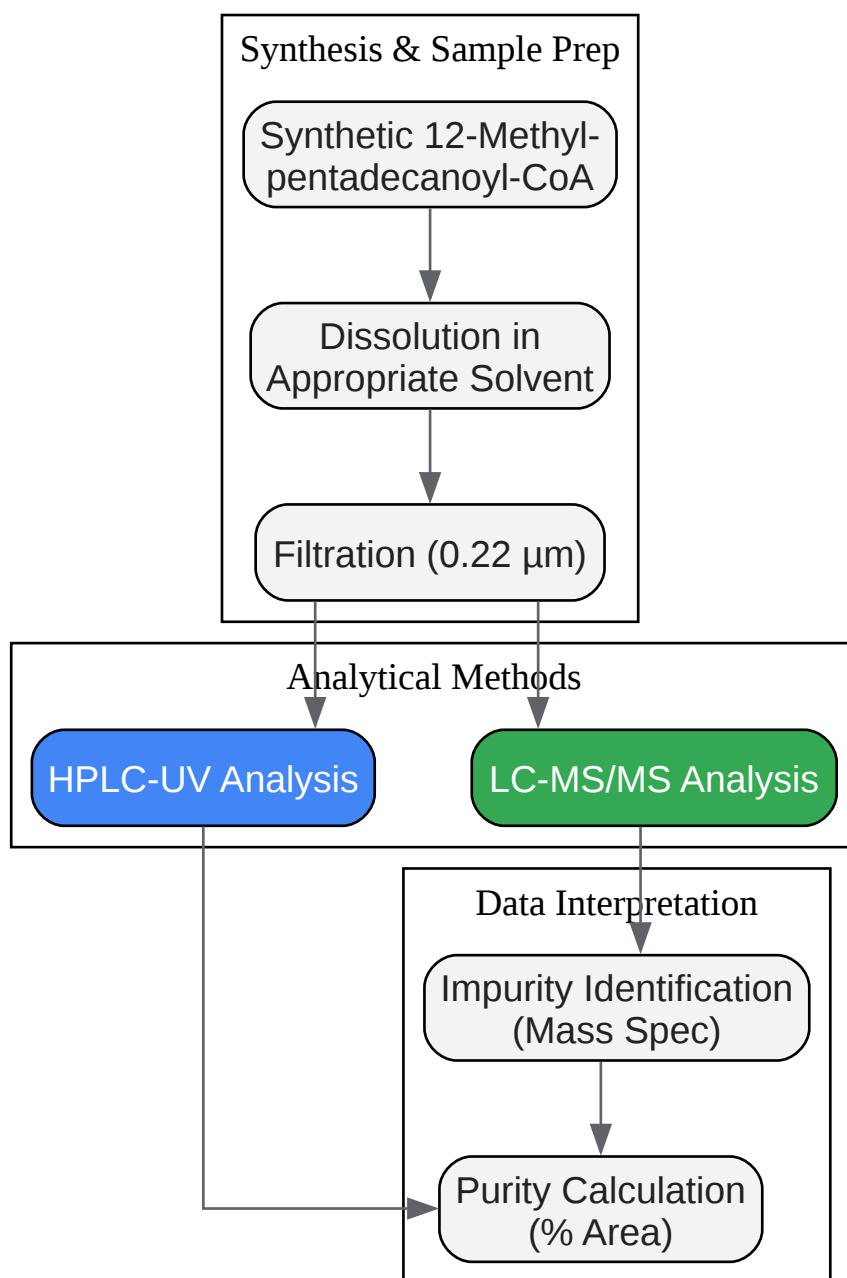 Synthesis & Sample Prep
Synthetic 12-Methyl-
pentadecanoyl-CoA
Dissolution in
Appropriate Solvent
Filtration (0.22 µm)
Analytical Methods
HPLC-UV Analysis
LC-MS/MS Analysis
Data Interpretation
Impurity Identification
(Mass Spec)
Purity Calculation
(% Area)